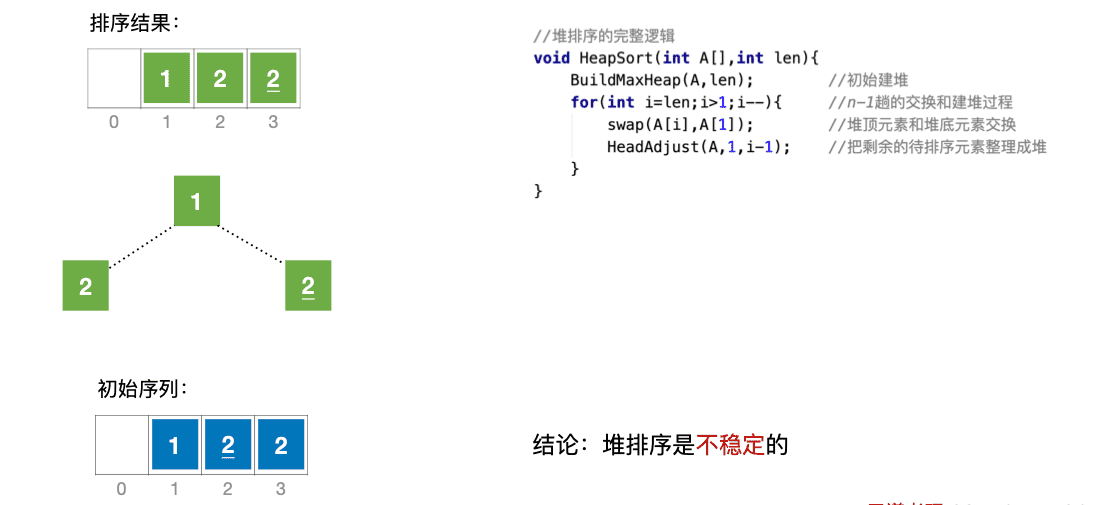 排序结果：
1 2 2
0 1 2 3
1
2 2
初始序列：
1 2 2
0 1 2 3
//堆排序的完整逻辑
void HeapSort(int A[],int len){
BuildMaxHeap(A,len); //初始建堆
for(int i=len;i>1;i--){ //n-1趟的交换和建堆过程
swap(A[i],A[1]); //堆顶元素和堆底元素交换
HeadAdjust(A,1,i-1); //把剩余的待排序元素整理成堆
}
}
结论：堆排序是不稳定的